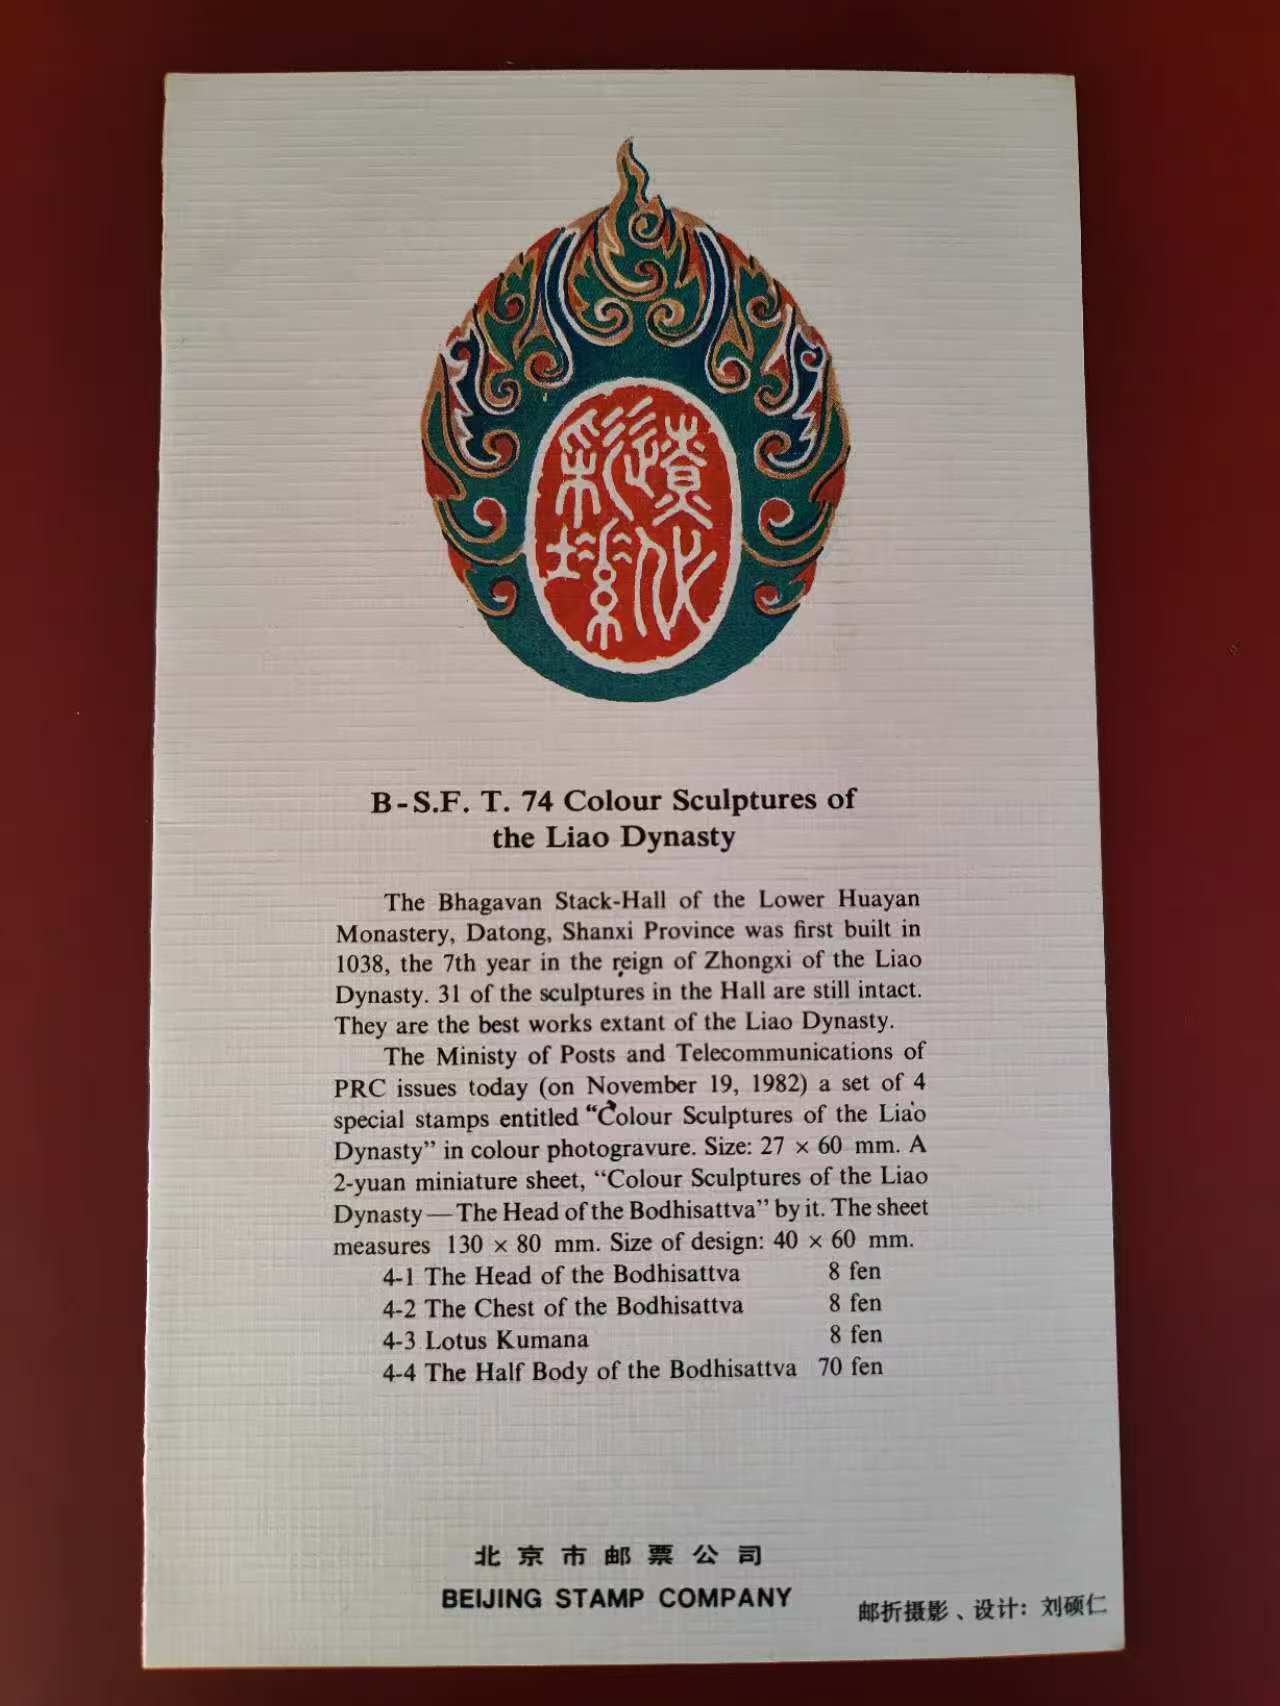 遼代
彩塑
B-S.F. T. 74 Colour Sculptures of
the Liao Dynasty
The Bhagavan Stack-Hall of the Lower Huayan
Monastery, Datong, Shanxi Province was first built in
1038, the 7th year in the reign of Zhongxi of the Liao
Dynasty. 31 of the sculptures in the Hall are still intact.
They are the best works extant of the Liao Dynasty.
The Ministy of Posts and Telecommunications of
PRC issues today (on November 19, 1982) a set of 4
special stamps entitled “Colour Sculptures of the Liao
Dynasty” in colour photogravure. Size: 27 × 60 mm. A
2-yuan miniature sheet, “Colour Sculptures of the Liao
Dynasty—The Head of the Bodhisattva” by it. The sheet
measures 130 × 80 mm. Size of design: 40 × 60 mm.
4-1 The Head of the Bodhisattva 8 fen
4-2 The Chest of the Bodhisattva 8 fen
4-3 Lotus Kumana 8 fen
4-4 The Half Body of the Bodhisattva 70 fen
北京市邮票公司
BEIJING STAMP COMPANY
邮折摄影、设计：刘硕仁